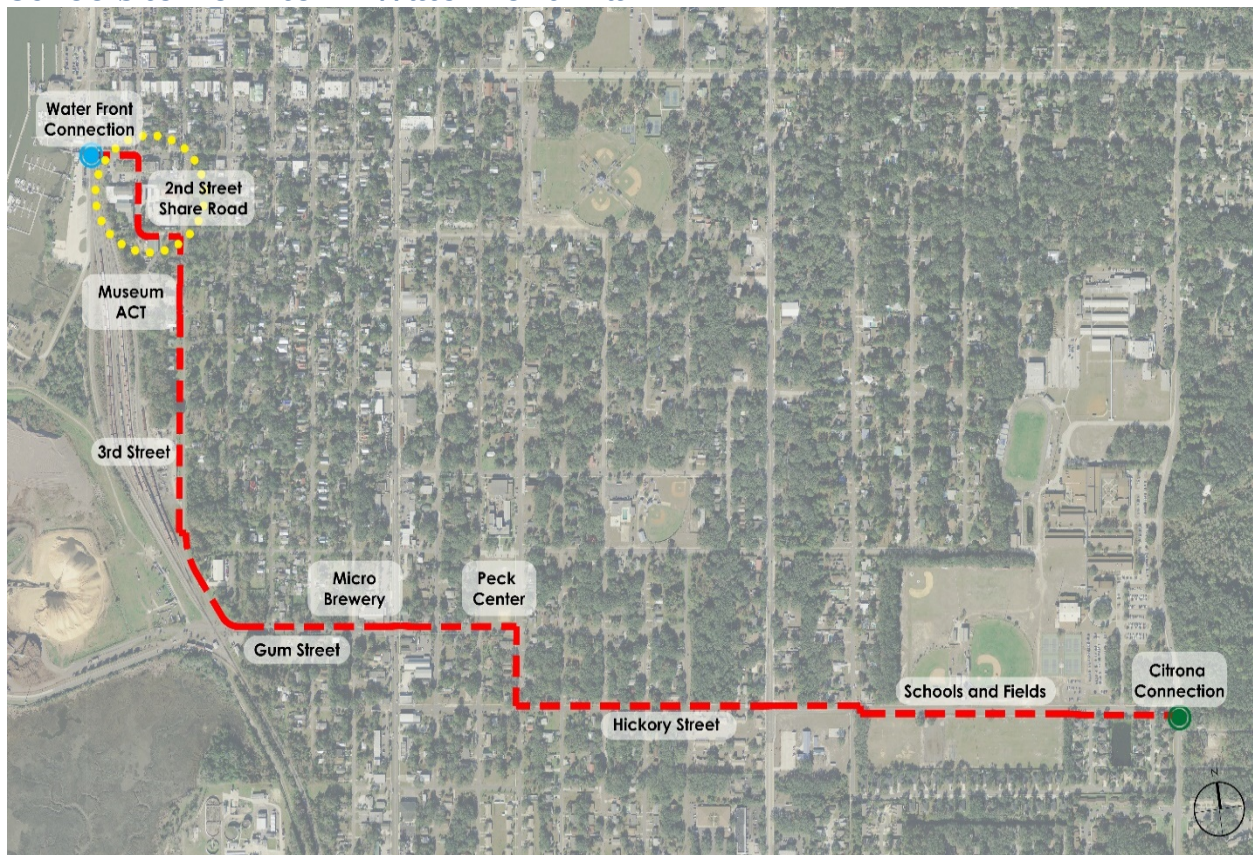 Water Front
Connection
2nd Street
Share Road
Museum
ACT
3rd Street
Micro
Brewery
Peck
Center
Gum Street
Hickory Street
Schools and Fields
Citrona
Connection
N